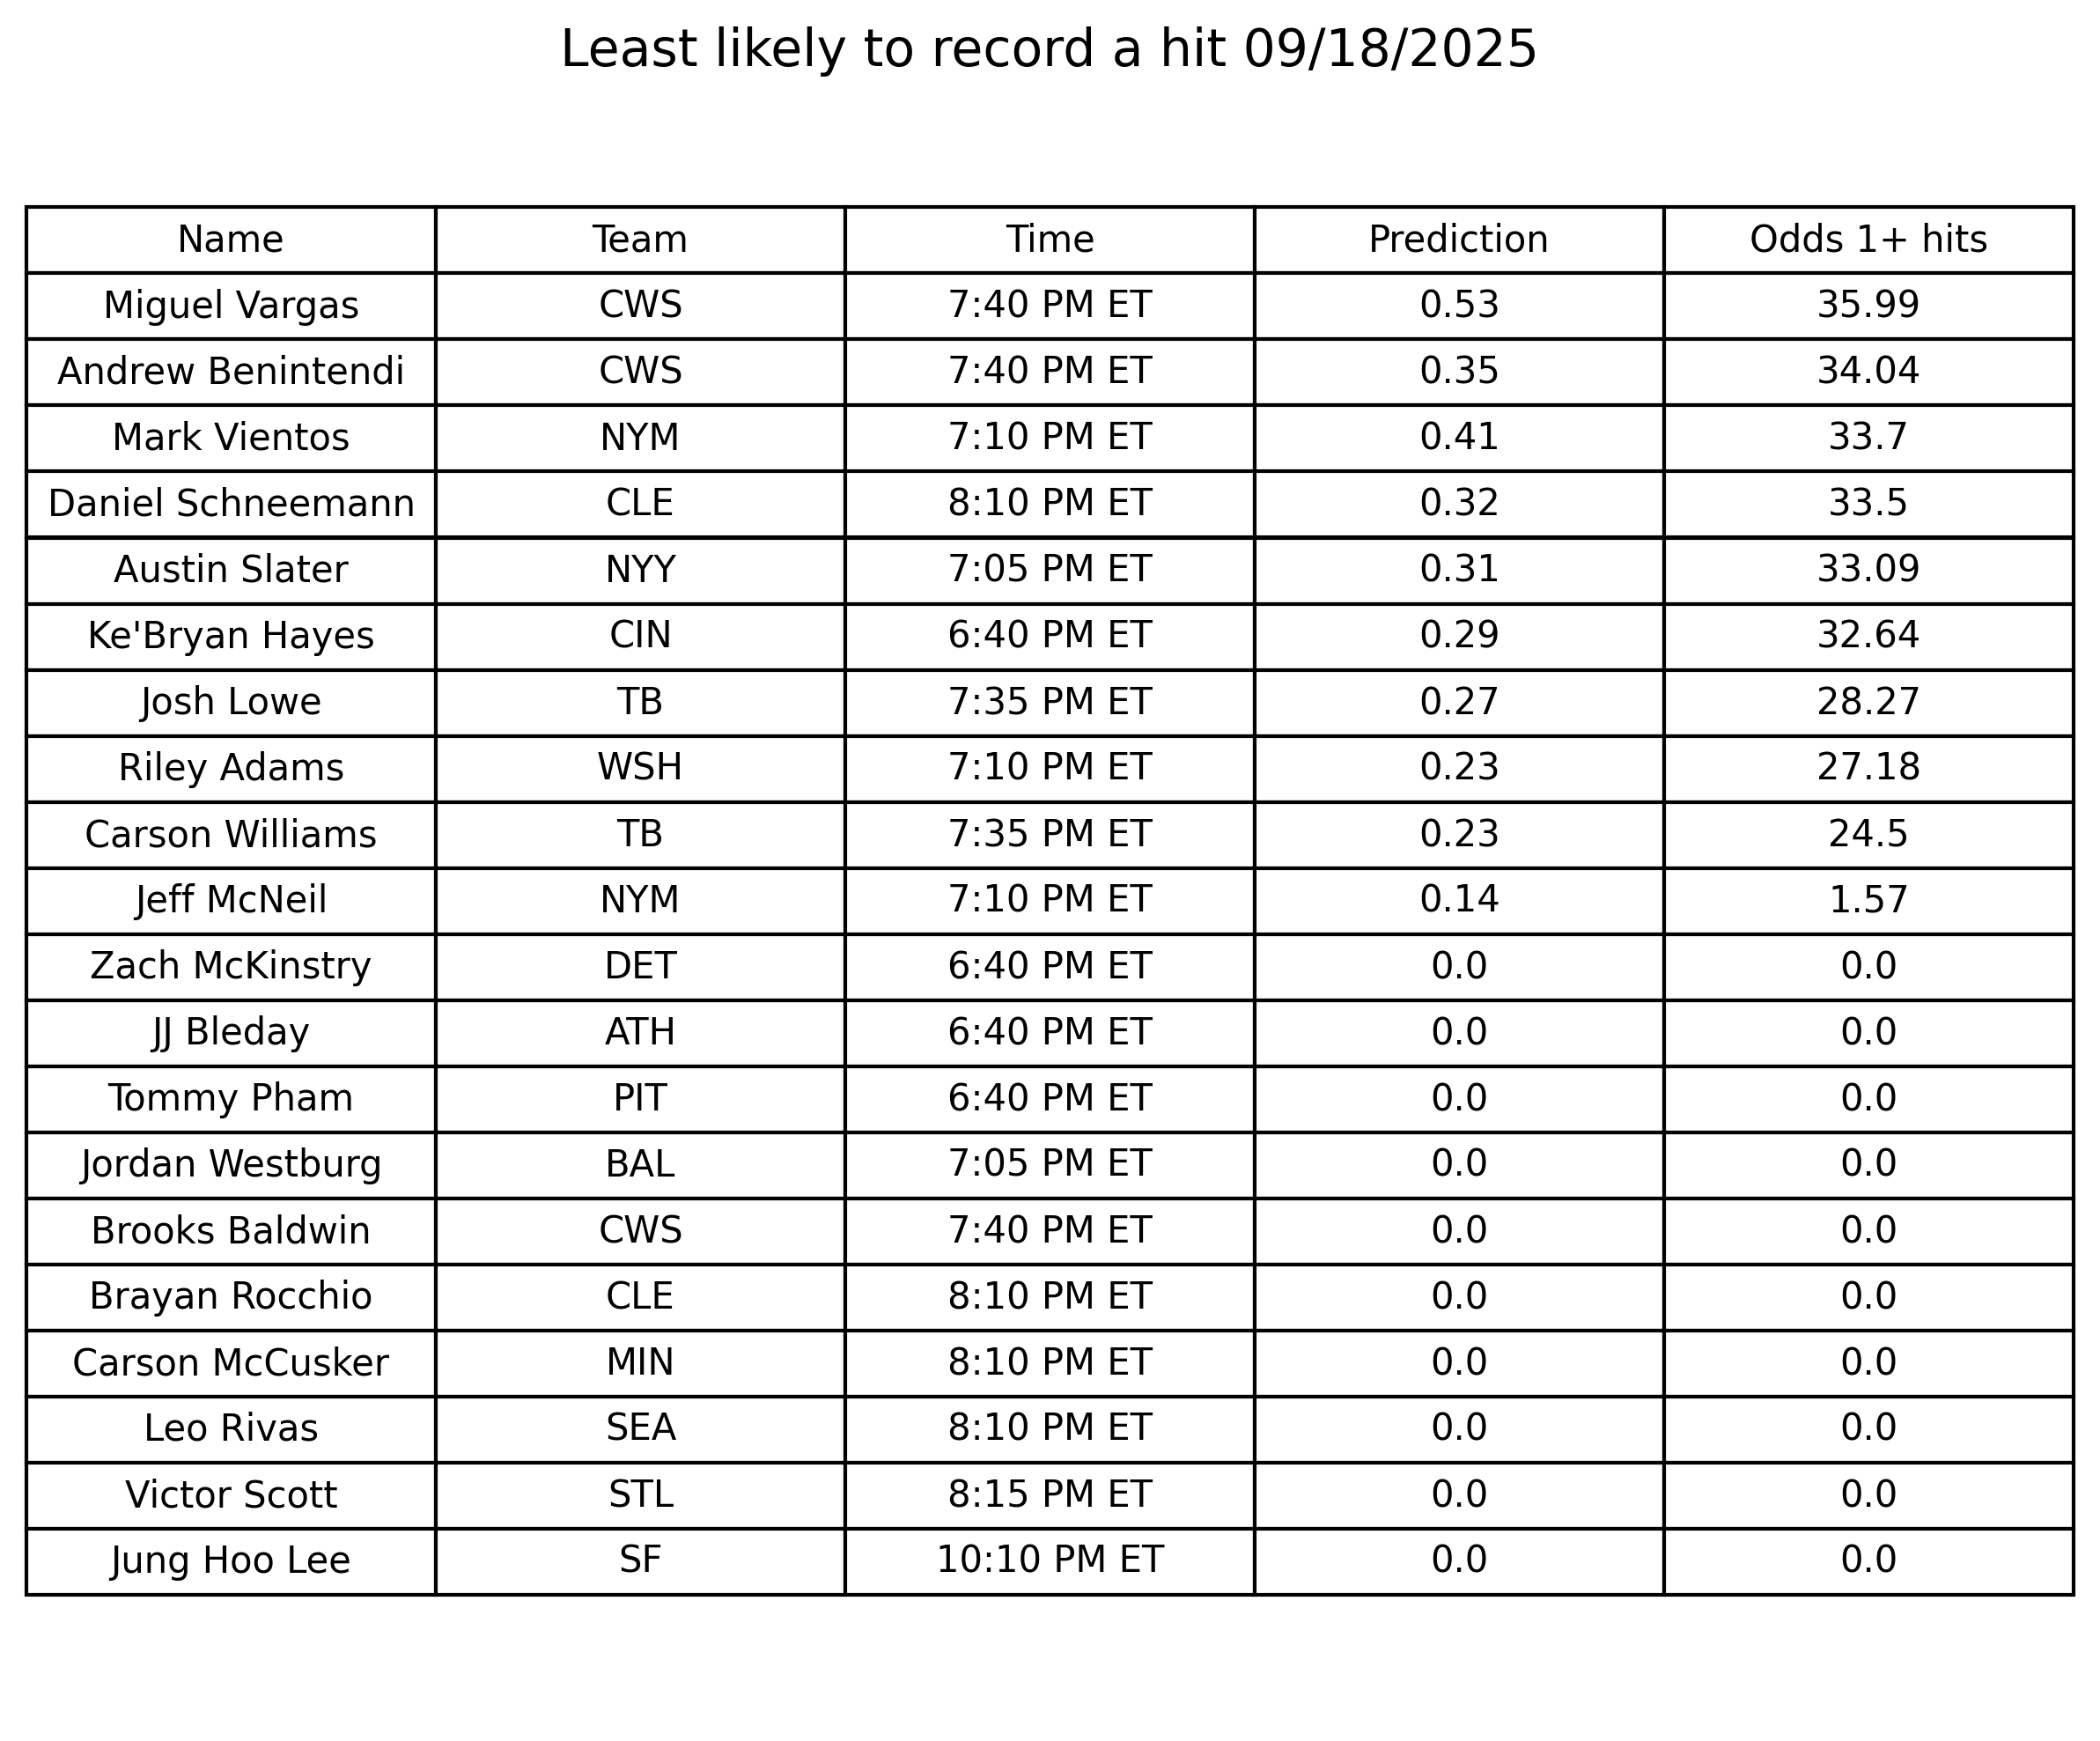 Least likely to record a hit 09/18/2025
Name Team Time Prediction Odds 1+ hits
Miguel Vargas CWS 7:40 PM ET 0.53 35.99
Andrew Benintendi CWS 7:40 PM ET 0.35 34.04
Mark Vientos NYM 7:10 PM ET 0.41 33.7
Daniel Schneemann CLE 8:10 PM ET 0.32 33.5
Austin Slater NYY 7:05 PM ET 0.31 33.09
Ke'Bryan Hayes CIN 6:40 PM ET 0.29 32.64
Josh Lowe TB 7:35 PM ET 0.27 28.27
Riley Adams WSH 7:10 PM ET 0.23 27.18
Carson Williams TB 7:35 PM ET 0.23 24.5
Jeff McNeil NYM 7:10 PM ET 0.14 1.57
Zach McKinstry DET 6:40 PM ET 0.0 0.0
JJ Bleday ATH 6:40 PM ET 0.0 0.0
Tommy Pham PIT 6:40 PM ET 0.0 0.0
Jordan Westburg BAL 7:05 PM ET 0.0 0.0
Brooks Baldwin CWS 7:40 PM ET 0.0 0.0
Brayan Rocchio CLE 8:10 PM ET 0.0 0.0
Carson McCusker MIN 8:10 PM ET 0.0 0.0
Leo Rivas SEA 8:10 PM ET 0.0 0.0
Victor Scott STL 8:15 PM ET 0.0 0.0
Jung Hoo Lee SF 10:10 PM ET 0.0 0.0